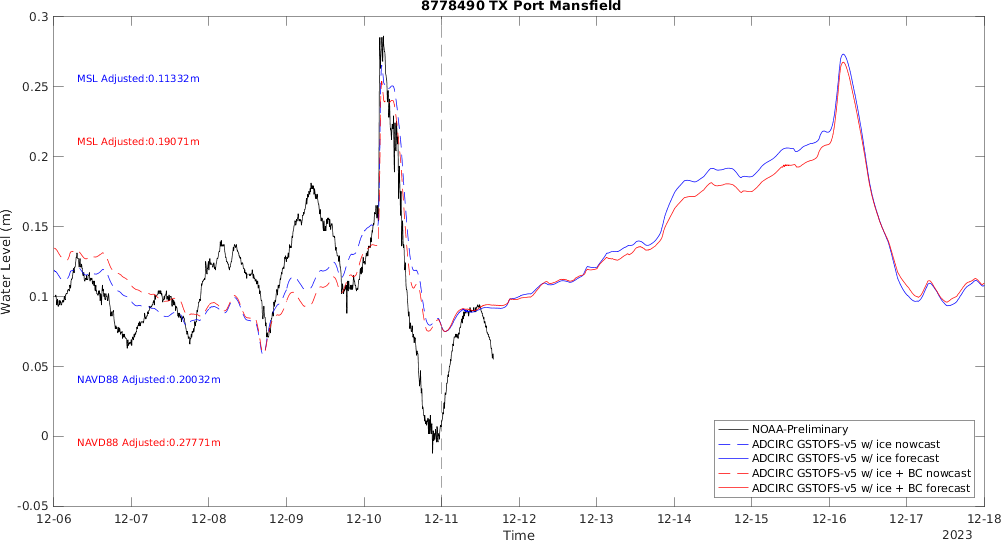 8778490 TX Port Mansfield
0.3
0.25
0.2
0.15
0.1
0.05
0
-0.05
Water Level (m)
MSL Adjusted:0.11332m
MSL Adjusted:0.19071m
NAVD88 Adjusted:0.20032m
NAVD88 Adjusted:0.27771m
NOAA-Preliminary
ADCIRC GSTOFS-v5 w/ ice nowcast
ADCIRC GSTOFS-v5 w/ ice forecast
ADCIRC GSTOFS-v5 w/ ice + BC nowcast
ADCIRC GSTOFS-v5 w/ ice + BC forecast
12-06 12-07 12-08 12-09 12-10 12-11 12-12 12-13 12-14 12-15 12-16 12-17 12-18
Time
2023